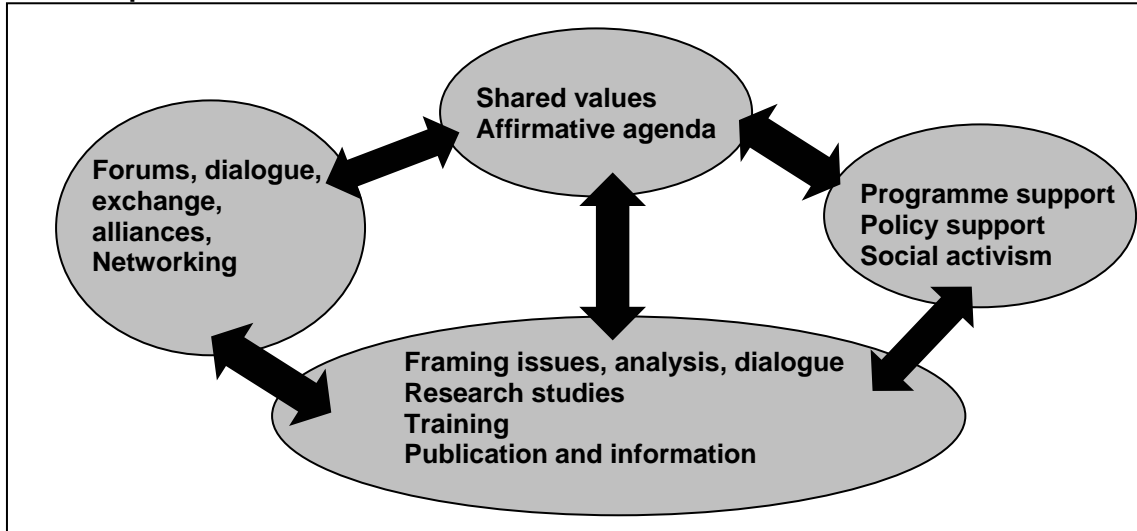 Shared values
Affirmative agenda
Forums, dialogue,
exchange,
alliances,
Networking
Programme support
Policy support
Social activism
Framing issues, analysis, dialogue
Research studies
Training
Publication and information